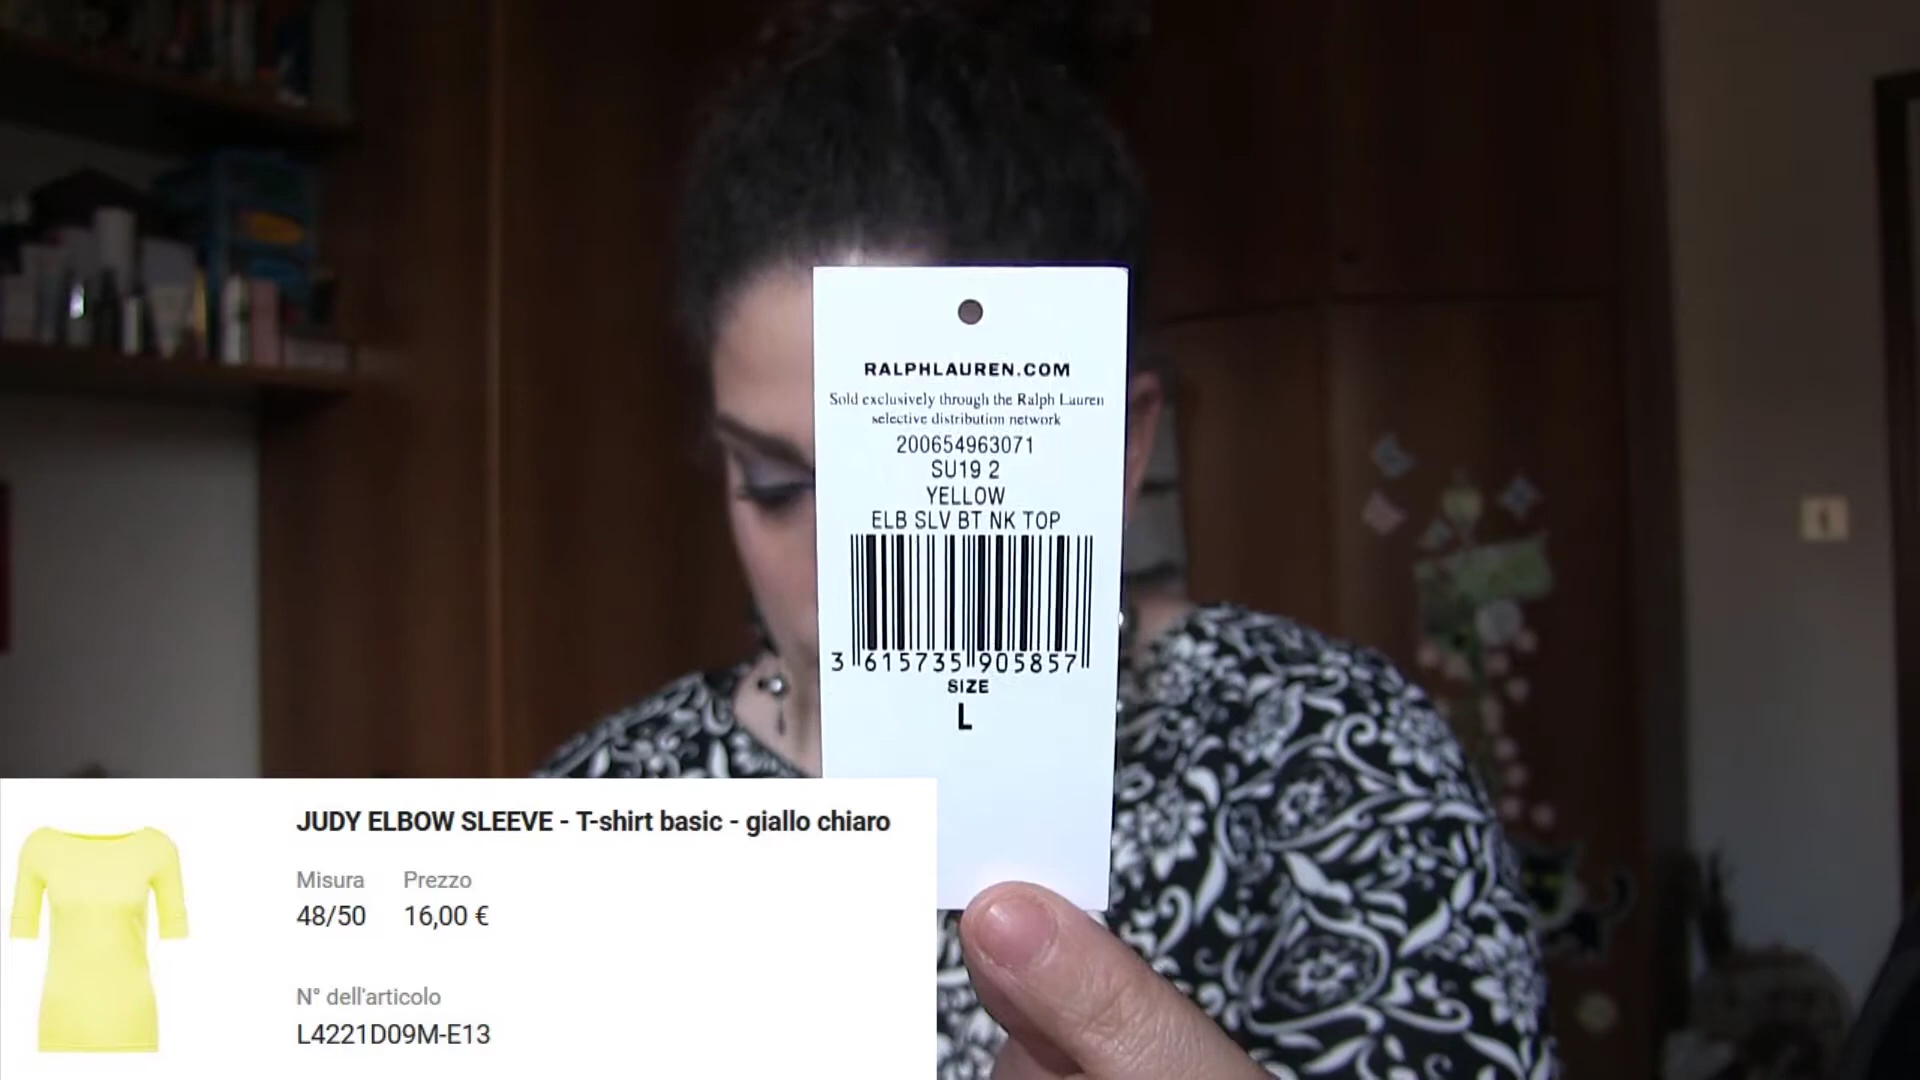 RALPHLAUREN.COM
Sold exclusively through the Ralph Lauren
selective distribution network
200654963071
SU19 2
YELLOW
ELB SLV BT NK TOP
3 615735 905857
SIZE
L
JUDY ELBOW SLEEVE - T-shirt basic - giallo chiaro
Misura Prezzo
48/50 16,00 €
N° dell'articolo
L4221D09M-E13